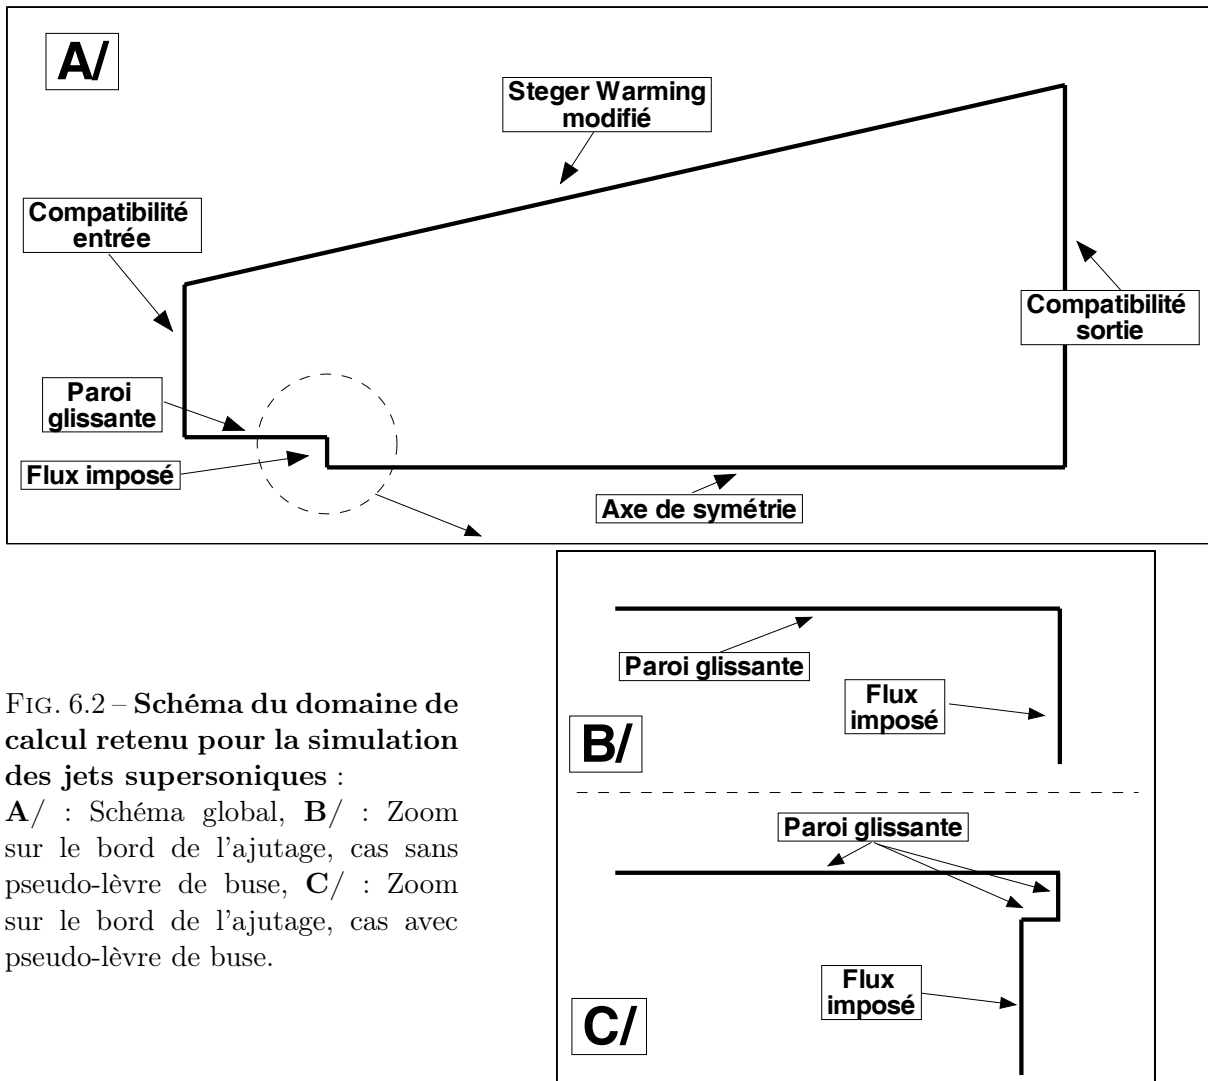 A/
Steger Warming
modifié
Compatibilité
entrée
Compatibilité
sortie
Paroi
glissante
Flux imposé
Axe de symétrie
FIG. 6.2 – Schéma du domaine de
calcul retenu pour la simulation
des jets supersoniques :
A/ : Schéma global, B/ : Zoom
sur le bord de l'ajutage, cas sans
pseudo-lèvre de buse, C/ : Zoom
sur le bord de l'ajutage, cas avec
pseudo-lèvre de buse.
Paroi glissante
Flux
imposé
B/
Paroi glissante
Flux
imposé
C/